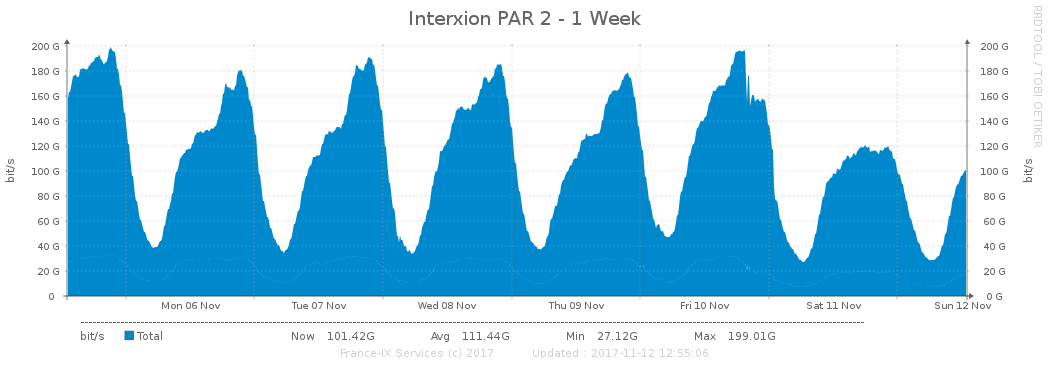 Interxion PAR 2 - 1 Week
RRDTOOL / TOBI OETIKER
bit/s
200 G 200 G
180 G 180 G
160 G 160 G
140 G 140 G
120 G 120 G
100 G 100 G
80 G 80 G
60 G 60 G
40 G 40 G
20 G 20 G
0 0 G
bit/s
Mon 06 Nov Tue 07 Nov Wed 08 Nov Thu 09 Nov Fri 10 Nov Sat 11 Nov Sun 12 Nov
bit/s Total Now 101.42G Avg 111.44G Min 27.12G Max 199.01G
France-IX Services (c) 2017 Updated : 2017-11-12 12:55:06